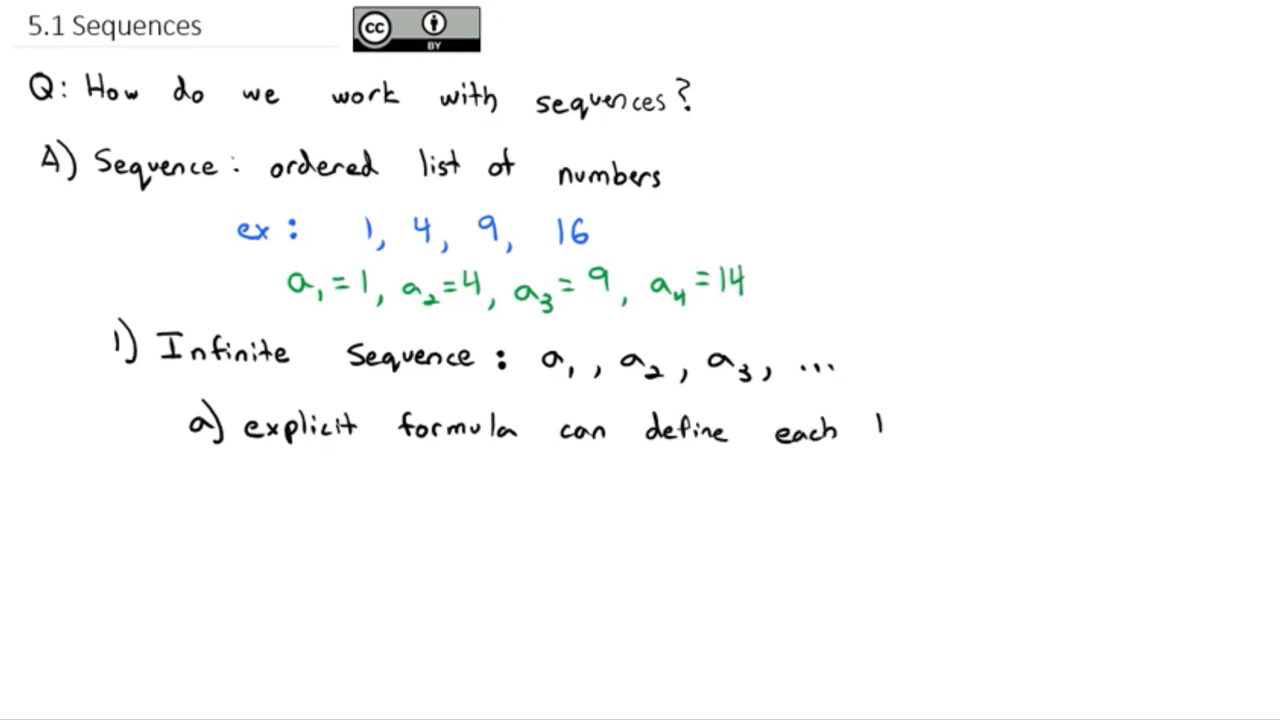 5.1 Sequences
cc BY
Q: How do we work with sequences?
A) Sequence: ordered list of numbers
ex: 1, 4, 9, 16
a₁=1, a₂=4, a₃=9, a₄=14
1) Infinite Sequence: a₁, a₂, a₃, ...
a) explicit formula can define each